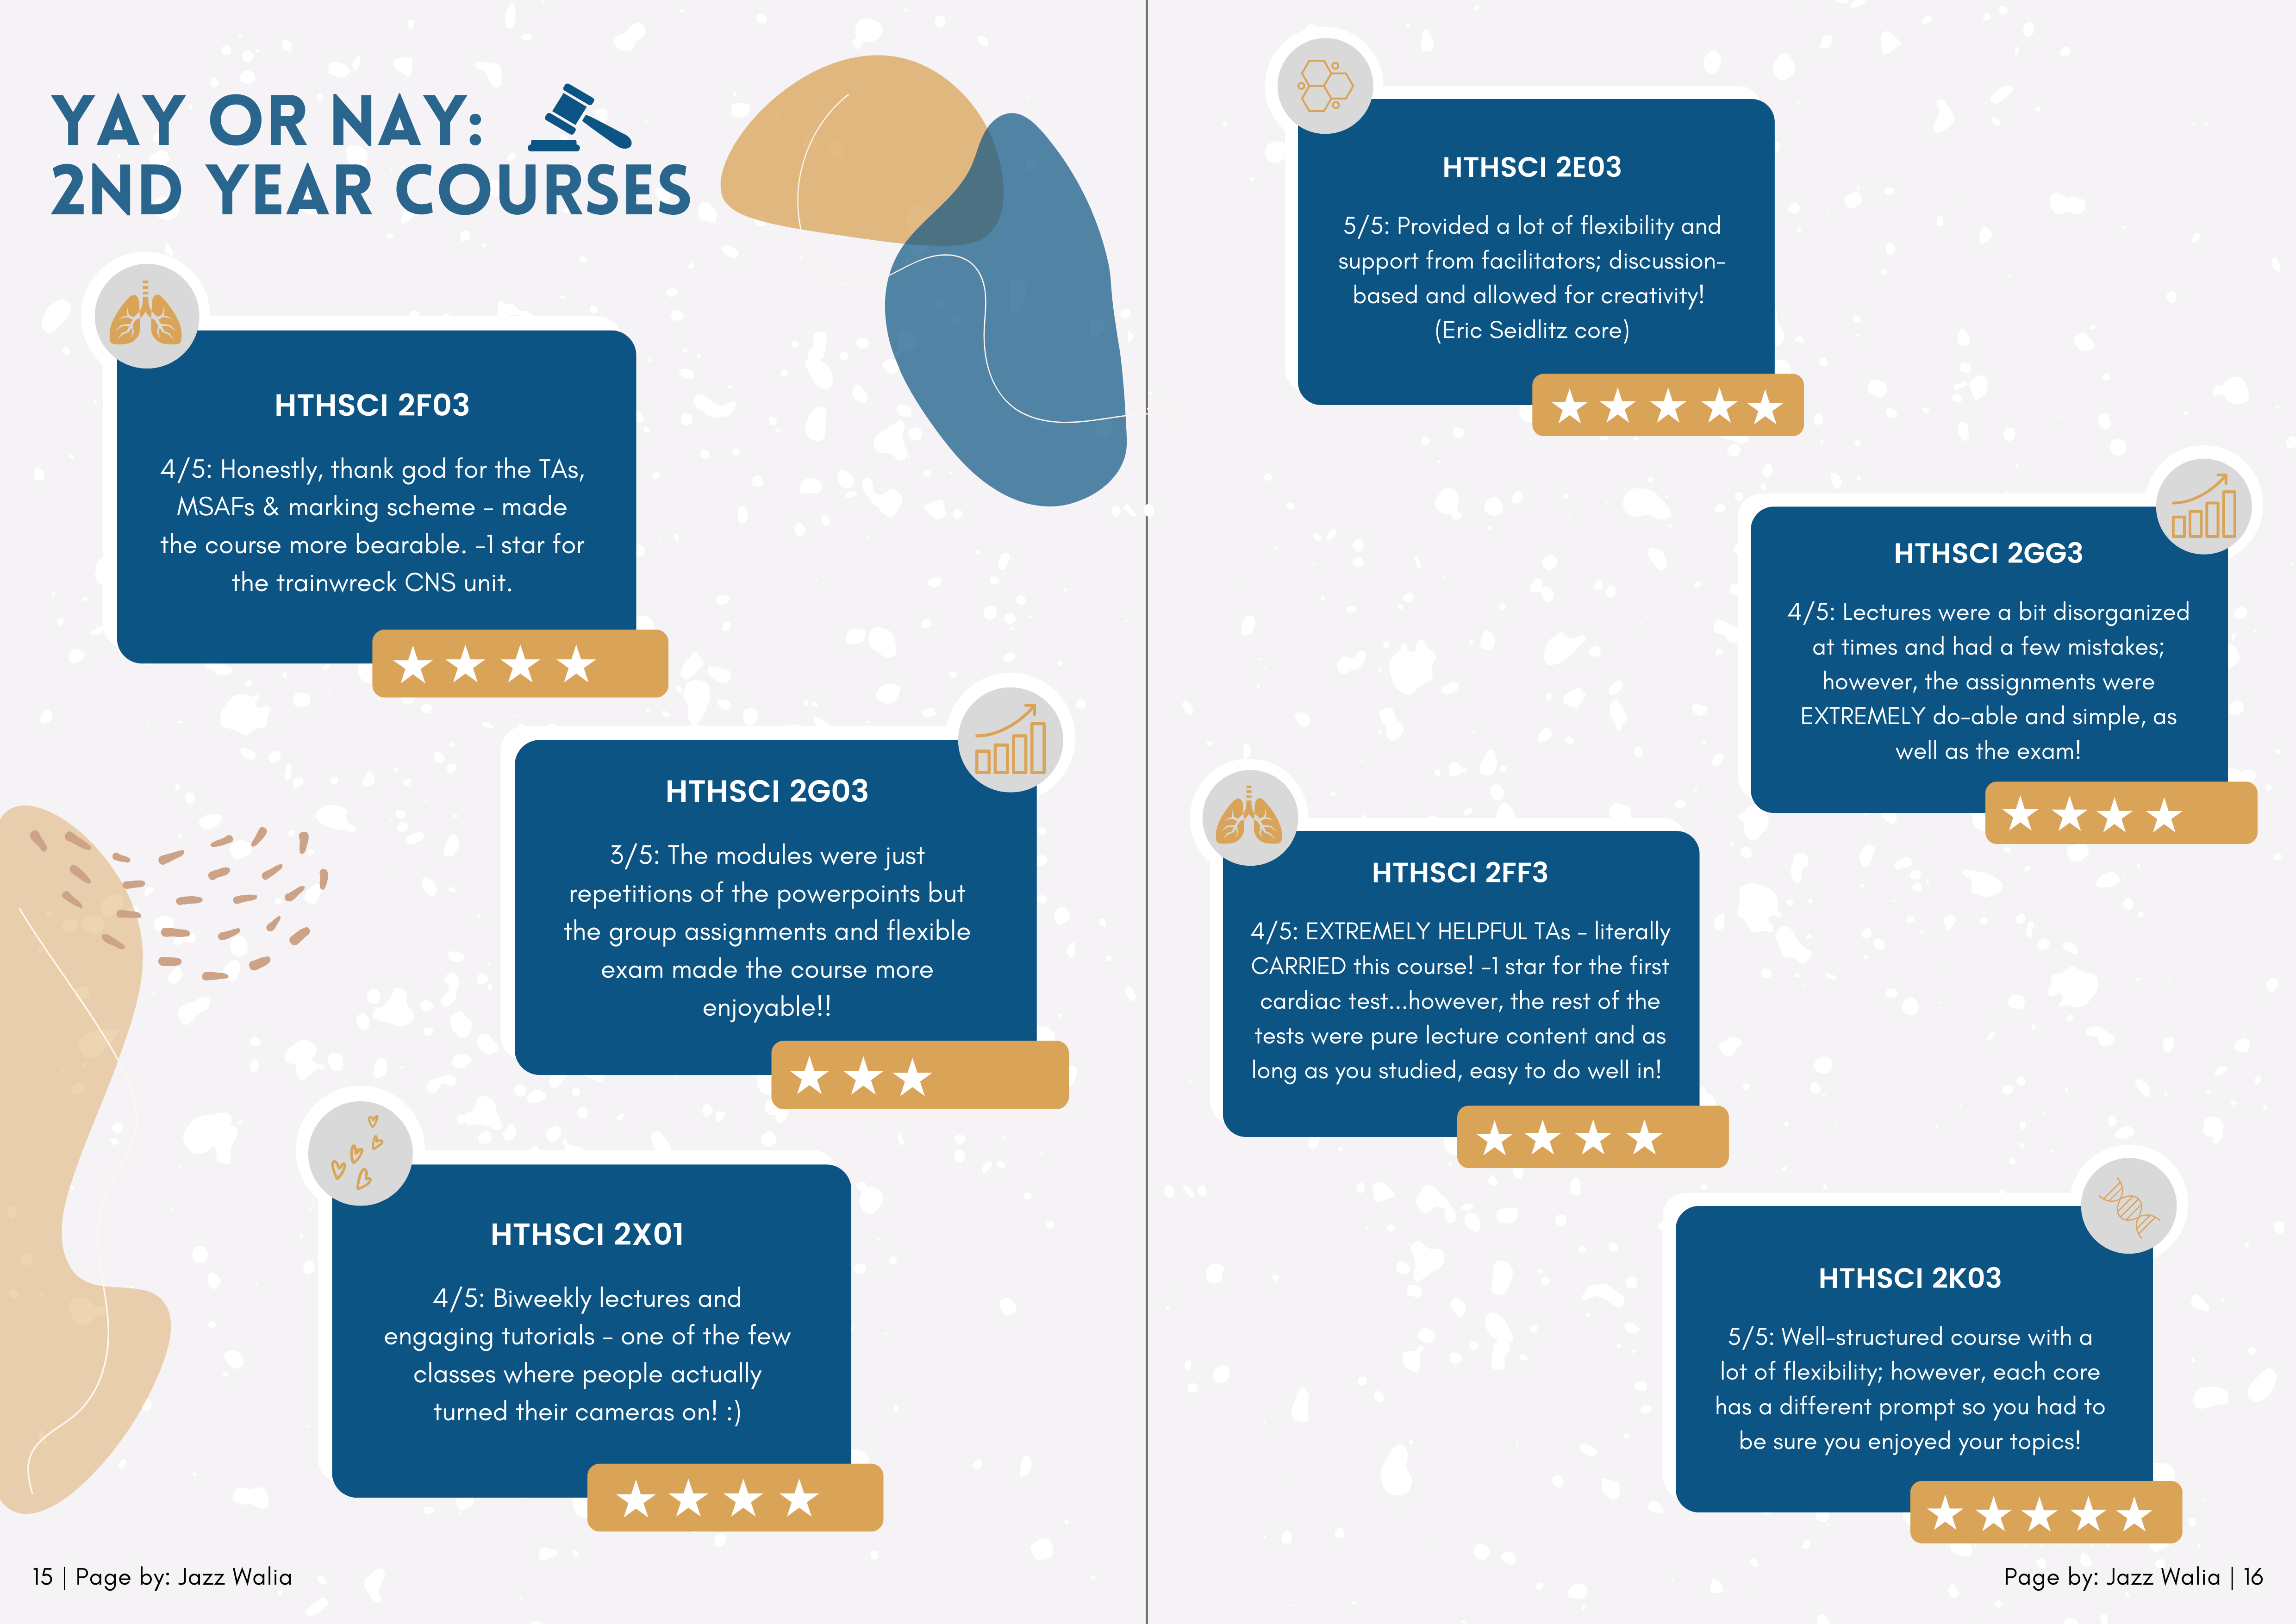 YAY OR NAY:
2ND YEAR COURSES
HTHSCI 2F03
4/5: Honestly, thank god for the TAs,
MSAFs & marking scheme - made
the course more bearable. -1 star for
the trainwreck CNS unit.
HTHSCI 2G03
3/5: The modules were just
repetitions of the powerpoints but
the group assignments and flexible
exam made the course more
enjoyable!!
HTHSCI 2X01
4/5: Biweekly lectures and
engaging tutorials - one of the few
classes where people actually
turned their cameras on! :)
15 | Page by: Jazz Walia
HTHSCI 2E03
5/5: Provided a lot of flexibility and
support from facilitators; discussion-
based and allowed for creativity!
(Eric Seidlitz core)
HTHSCI 2GG3
4/5: Lectures were a bit disorganized
at times and had a few mistakes;
however, the assignments were
EXTREMELY do-able and simple, as
well as the exam!
HTHSCI 2FF3
4/5: EXTREMELY HELPFUL TAs - literally
CARRIED this course! -1 star for the first
cardiac test...however, the rest of the
tests were pure lecture content and as
long as you studied, easy to do well in!
HTHSCI 2K03
5/5: Well-structured course with a
lot of flexibility; however, each core
has a different prompt so you had to
be sure you enjoyed your topics!
Page by: Jazz Walia | 16